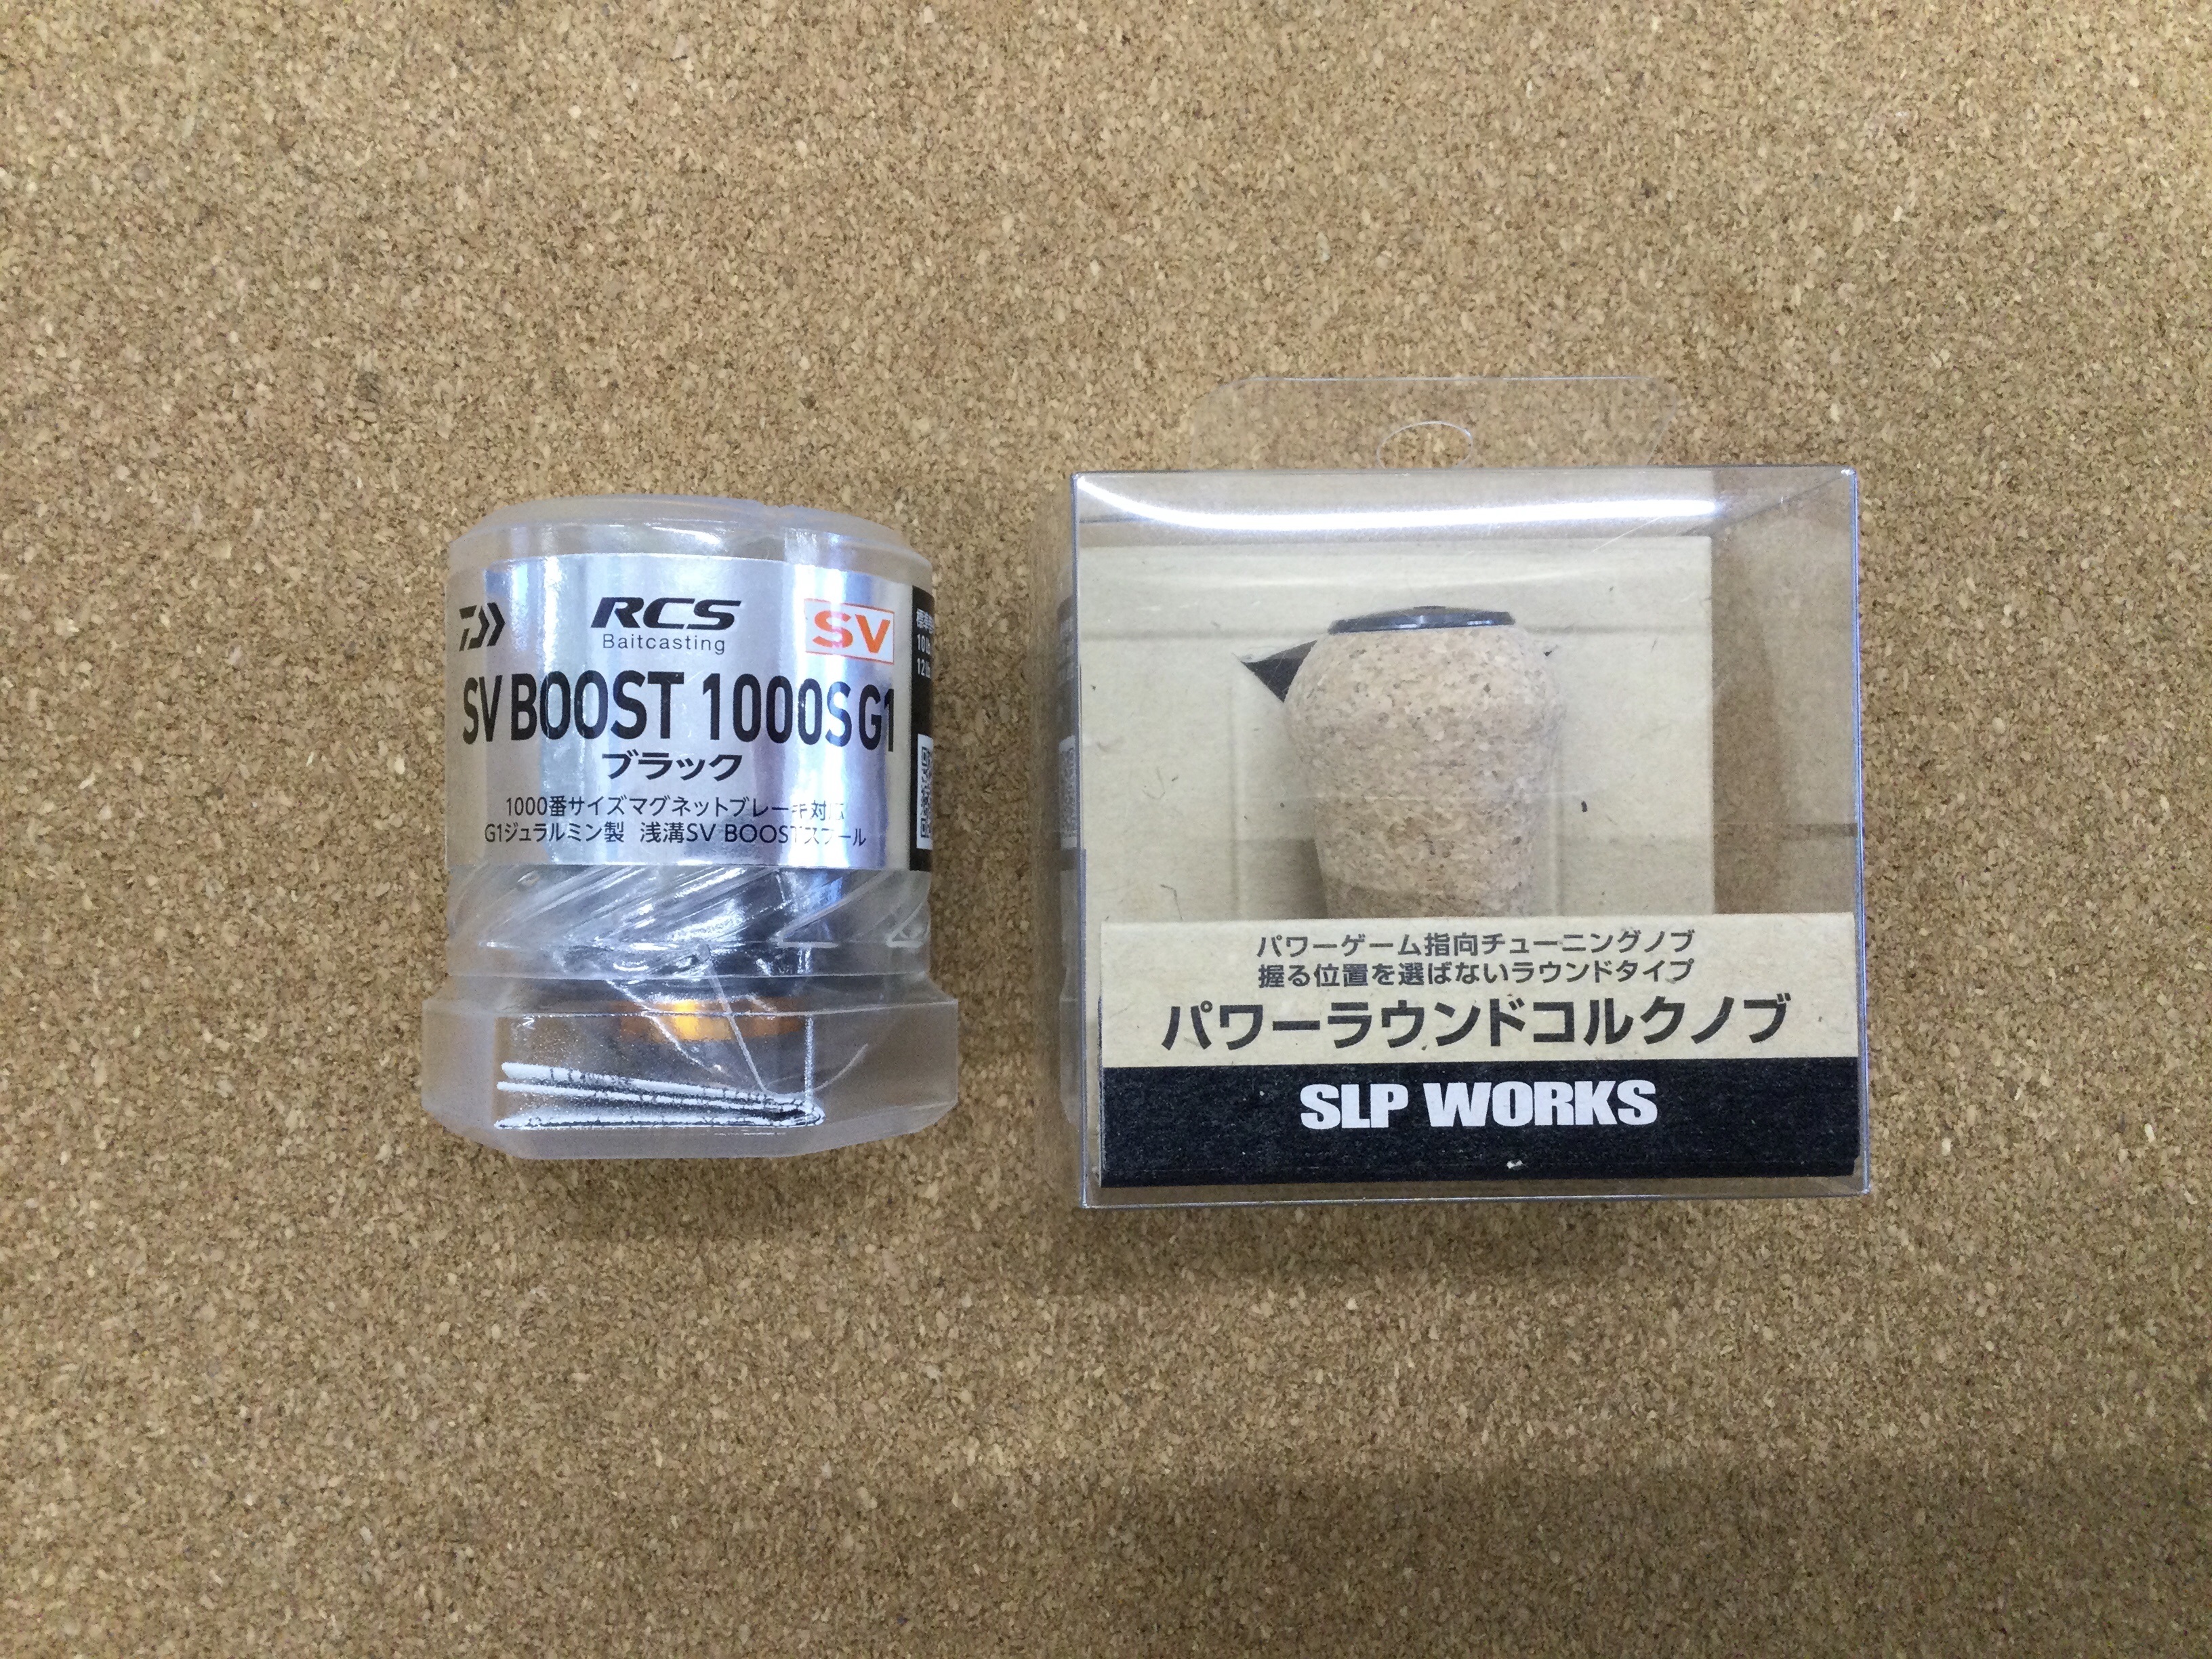 RCS
Baitcasting
SV
SV BOOST 1000S G1
ブラック
1000番サイズマグネットブレーキ対応
G1ジュラルミン製 浅溝SV BOOSTスプール
パワーゲーム指向チューニングノブ
握る位置を選ばないラウンドタイプ
パワーラウンドコルクノブ
SLP WORKS